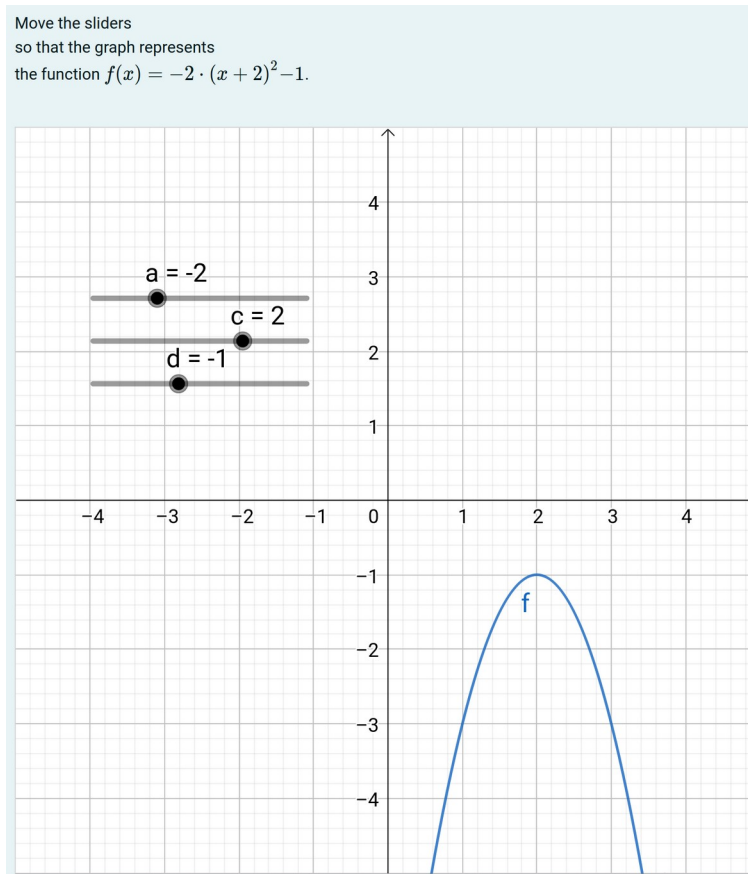 Move the sliders
so that the graph represents
the function f(x) = −2 · (x + 2)² −1.
4
a = -2
3
c = 2
d = -1
2
1
−4 −3 −2 −1 0 1 2 3 4
−1
f
−2
−3
−4